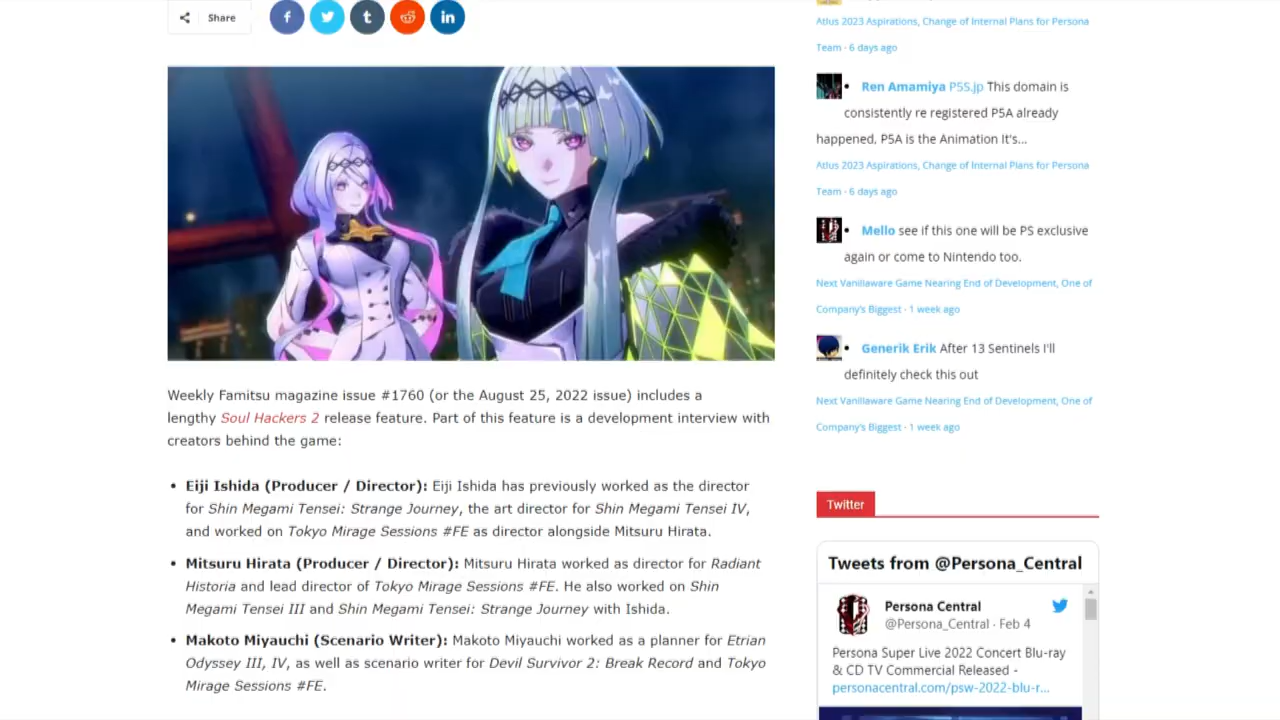 Share
Weekly Famitsu magazine issue #1760 (or the August 25, 2022 issue) includes a
lengthy Soul Hackers 2 release feature. Part of this feature is a development interview with
creators behind the game:
• Eiji Ishida (Producer / Director): Eiji Ishida has previously worked as the director
for Shin Megami Tensei: Strange Journey, the art director for Shin Megami Tensei IV,
and worked on Tokyo Mirage Sessions #FE as director alongside Mitsuru Hirata.
• Mitsuru Hirata (Producer / Director): Mitsuru Hirata worked as director for Radiant
Historia and lead director of Tokyo Mirage Sessions #FE. He also worked on Shin
Megami Tensei III and Shin Megami Tensei: Strange Journey with Ishida.
• Makoto Miyauchi (Scenario Writer): Makoto Miyauchi worked as a planner for Etrian
Odyssey III, IV, as well as scenario writer for Devil Survivor 2: Break Record and Tokyo
Mirage Sessions #FE.
Atlus 2023 Aspirations, Change of Internal Plans for Persona
Team · 6 days ago
• Ren Amamiya P5S.jp This domain is
consistently re registered P5A already
happened, P5A is the Animation It's...
Atlus 2023 Aspirations, Change of Internal Plans for Persona
Team · 6 days ago
• Mello see if this one will be PS exclusive
again or come to Nintendo too.
Next Vanillaware Game Nearing End of Development, One of
Company's Biggest · 1 week ago
• Generik Erik After 13 Sentinels I'll
definitely check this out
Next Vanillaware Game Nearing End of Development, One of
Company's Biggest · 1 week ago
Twitter
Tweets from @Persona_Central
Persona Central
@Persona_Central · Feb 4
Persona Super Live 2022 Concert Blu-ray
& CD TV Commercial Released -
personacentral.com/psw-2022-blu-r...